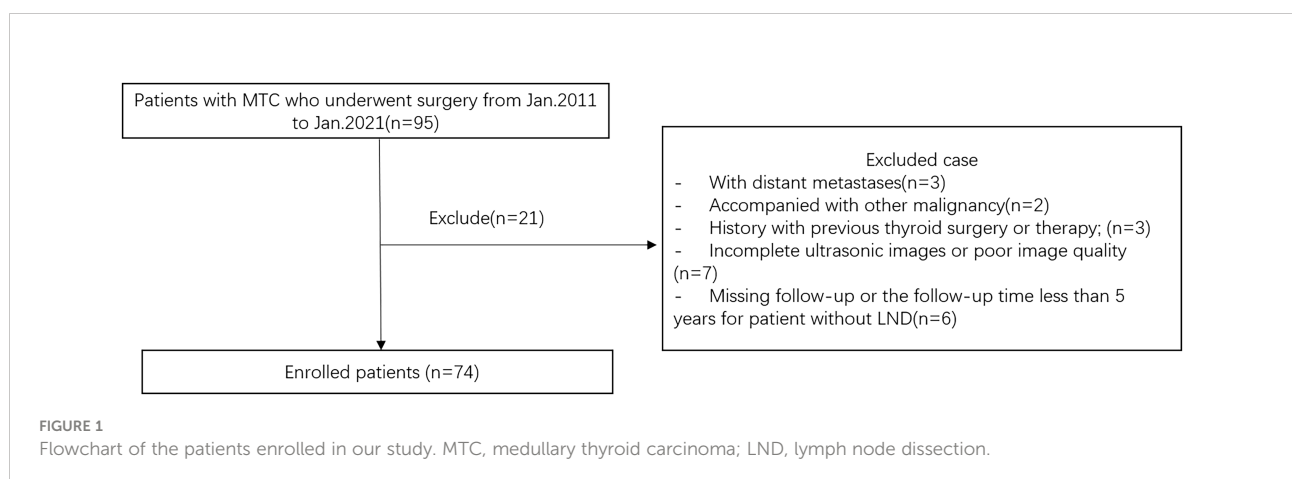 Patients with MTC who underwent surgery from Jan.2011
to Jan.2021(n=95)
Exclude(n=21)
Excluded case
- With distant metastases(n=3)
- Accompanied with other malignancy(n=2)
- History with previous thyroid surgery or therapy; (n=3)
- Incomplete ultrasonic images or poor image quality
(n=7)
- Missing follow-up or the follow-up time less than 5
years for patient without LND(n=6)
Enrolled patients (n=74)
FIGURE 1
Flowchart of the patients enrolled in our study. MTC, medullary thyroid carcinoma; LND, lymph node dissection.